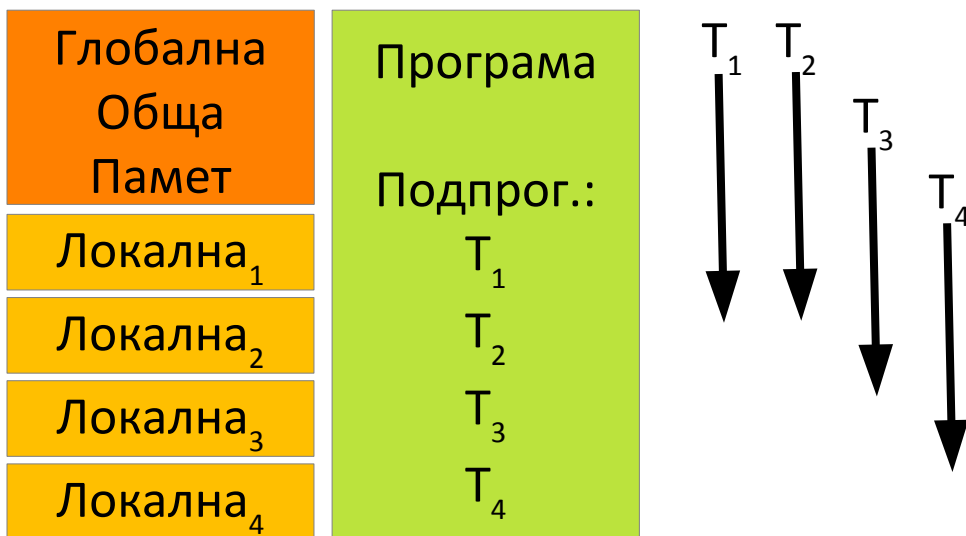 Глобална
Обща
Памет
Локална₁
Локална₂
Локална₃
Локална₄
Програма
Подпрог.:
T₁
T₂
T₃
T₄
T₁
T₂
T₃
T₄